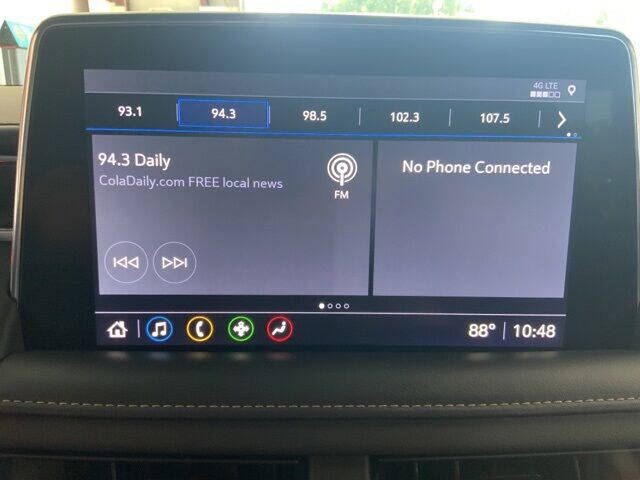 4G LTE
93.1 94.3 98.5 102.3 107.5
94.3 Daily
ColaDaily.com FREE local news
FM
No Phone Connected
88° 10:48